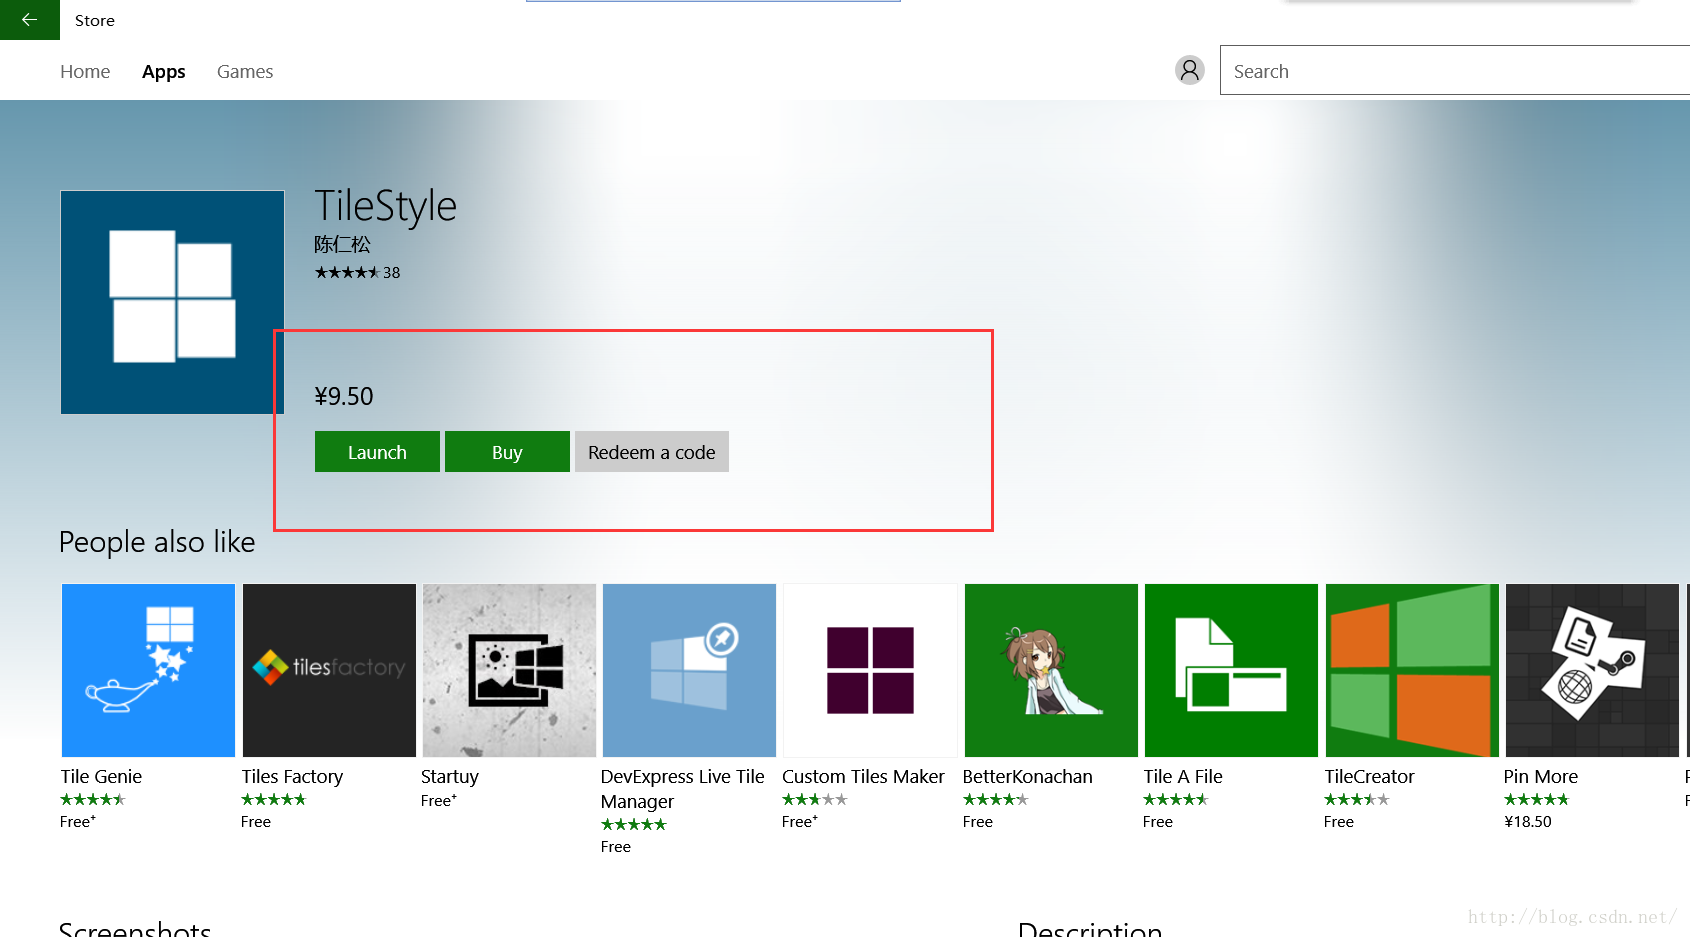 Store
Home Apps Games
Search
TileStyle
陈仁松
38
¥9.50
Launch Buy Redeem a code
People also like
tilesfactory
Tile Genie
Free+
Tiles Factory
Free
Startuy
Free+
DevExpress Live Tile
Manager
Free
Custom Tiles Maker
Free+
BetterKonachan
Free
Tile A File
Free
TileCreator
Free
Pin More
¥18.50
Screenshots
Description
http://blog.csdn.net/